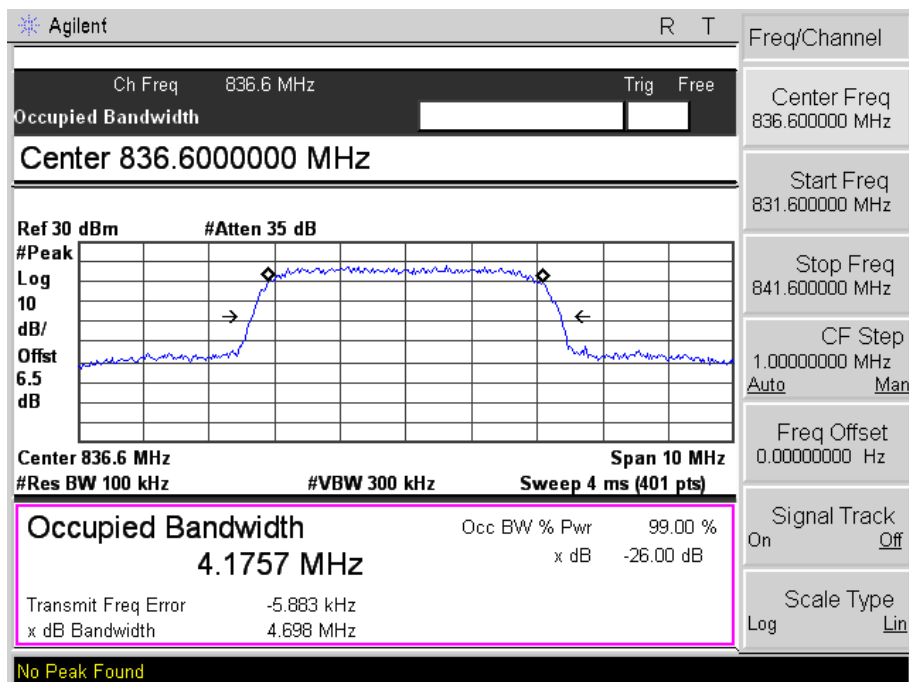 Agilent R T
Freq/Channel
Ch Freq 836.6 MHz Trig Free
Occupied Bandwidth
Center 836.6000000 MHz
Ref 30 dBm #Atten 35 dB
#Peak
Log
10
dB/
Offst
6.5
dB
Center 836.6 MHz Span 10 MHz
#Res BW 100 kHz #VBW 300 kHz Sweep 4 ms (401 pts)
Occupied Bandwidth Occ BW % Pwr 99.00 %
4.1757 MHz x dB -26.00 dB
Transmit Freq Error -5.883 kHz
x dB Bandwidth 4.698 MHz
No Peak Found
Center Freq
836.600000 MHz
Start Freq
831.600000 MHz
Stop Freq
841.600000 MHz
CF Step
1.00000000 MHz
Auto Man
Freq Offset
0.00000000 Hz
Signal Track
On Off
Scale Type
Log Lin